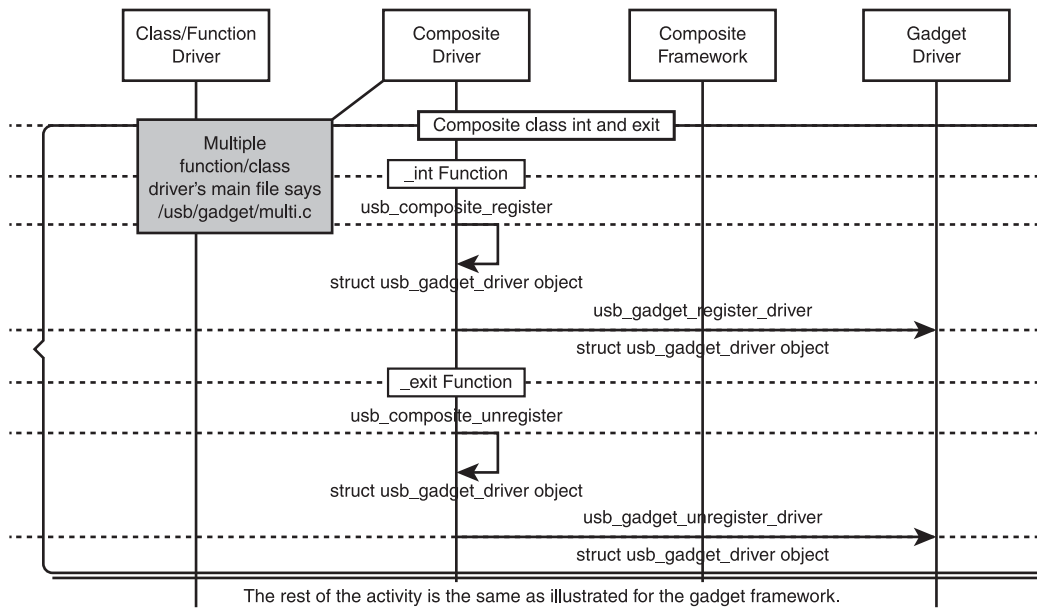 Class/Function
Driver
Composite
Driver
Composite
Framework
Gadget
Driver
Composite class int and exit
Multiple
function/class
driver's main file says
/usb/gadget/multi.c
_int Function
usb_composite_register
struct usb_gadget_driver object
usb_gadget_register_driver
struct usb_gadget_driver object
_exit Function
usb_composite_unregister
struct usb_gadget_driver object
usb_gadget_unregister_driver
struct usb_gadget_driver object
The rest of the activity is the same as illustrated for the gadget framework.